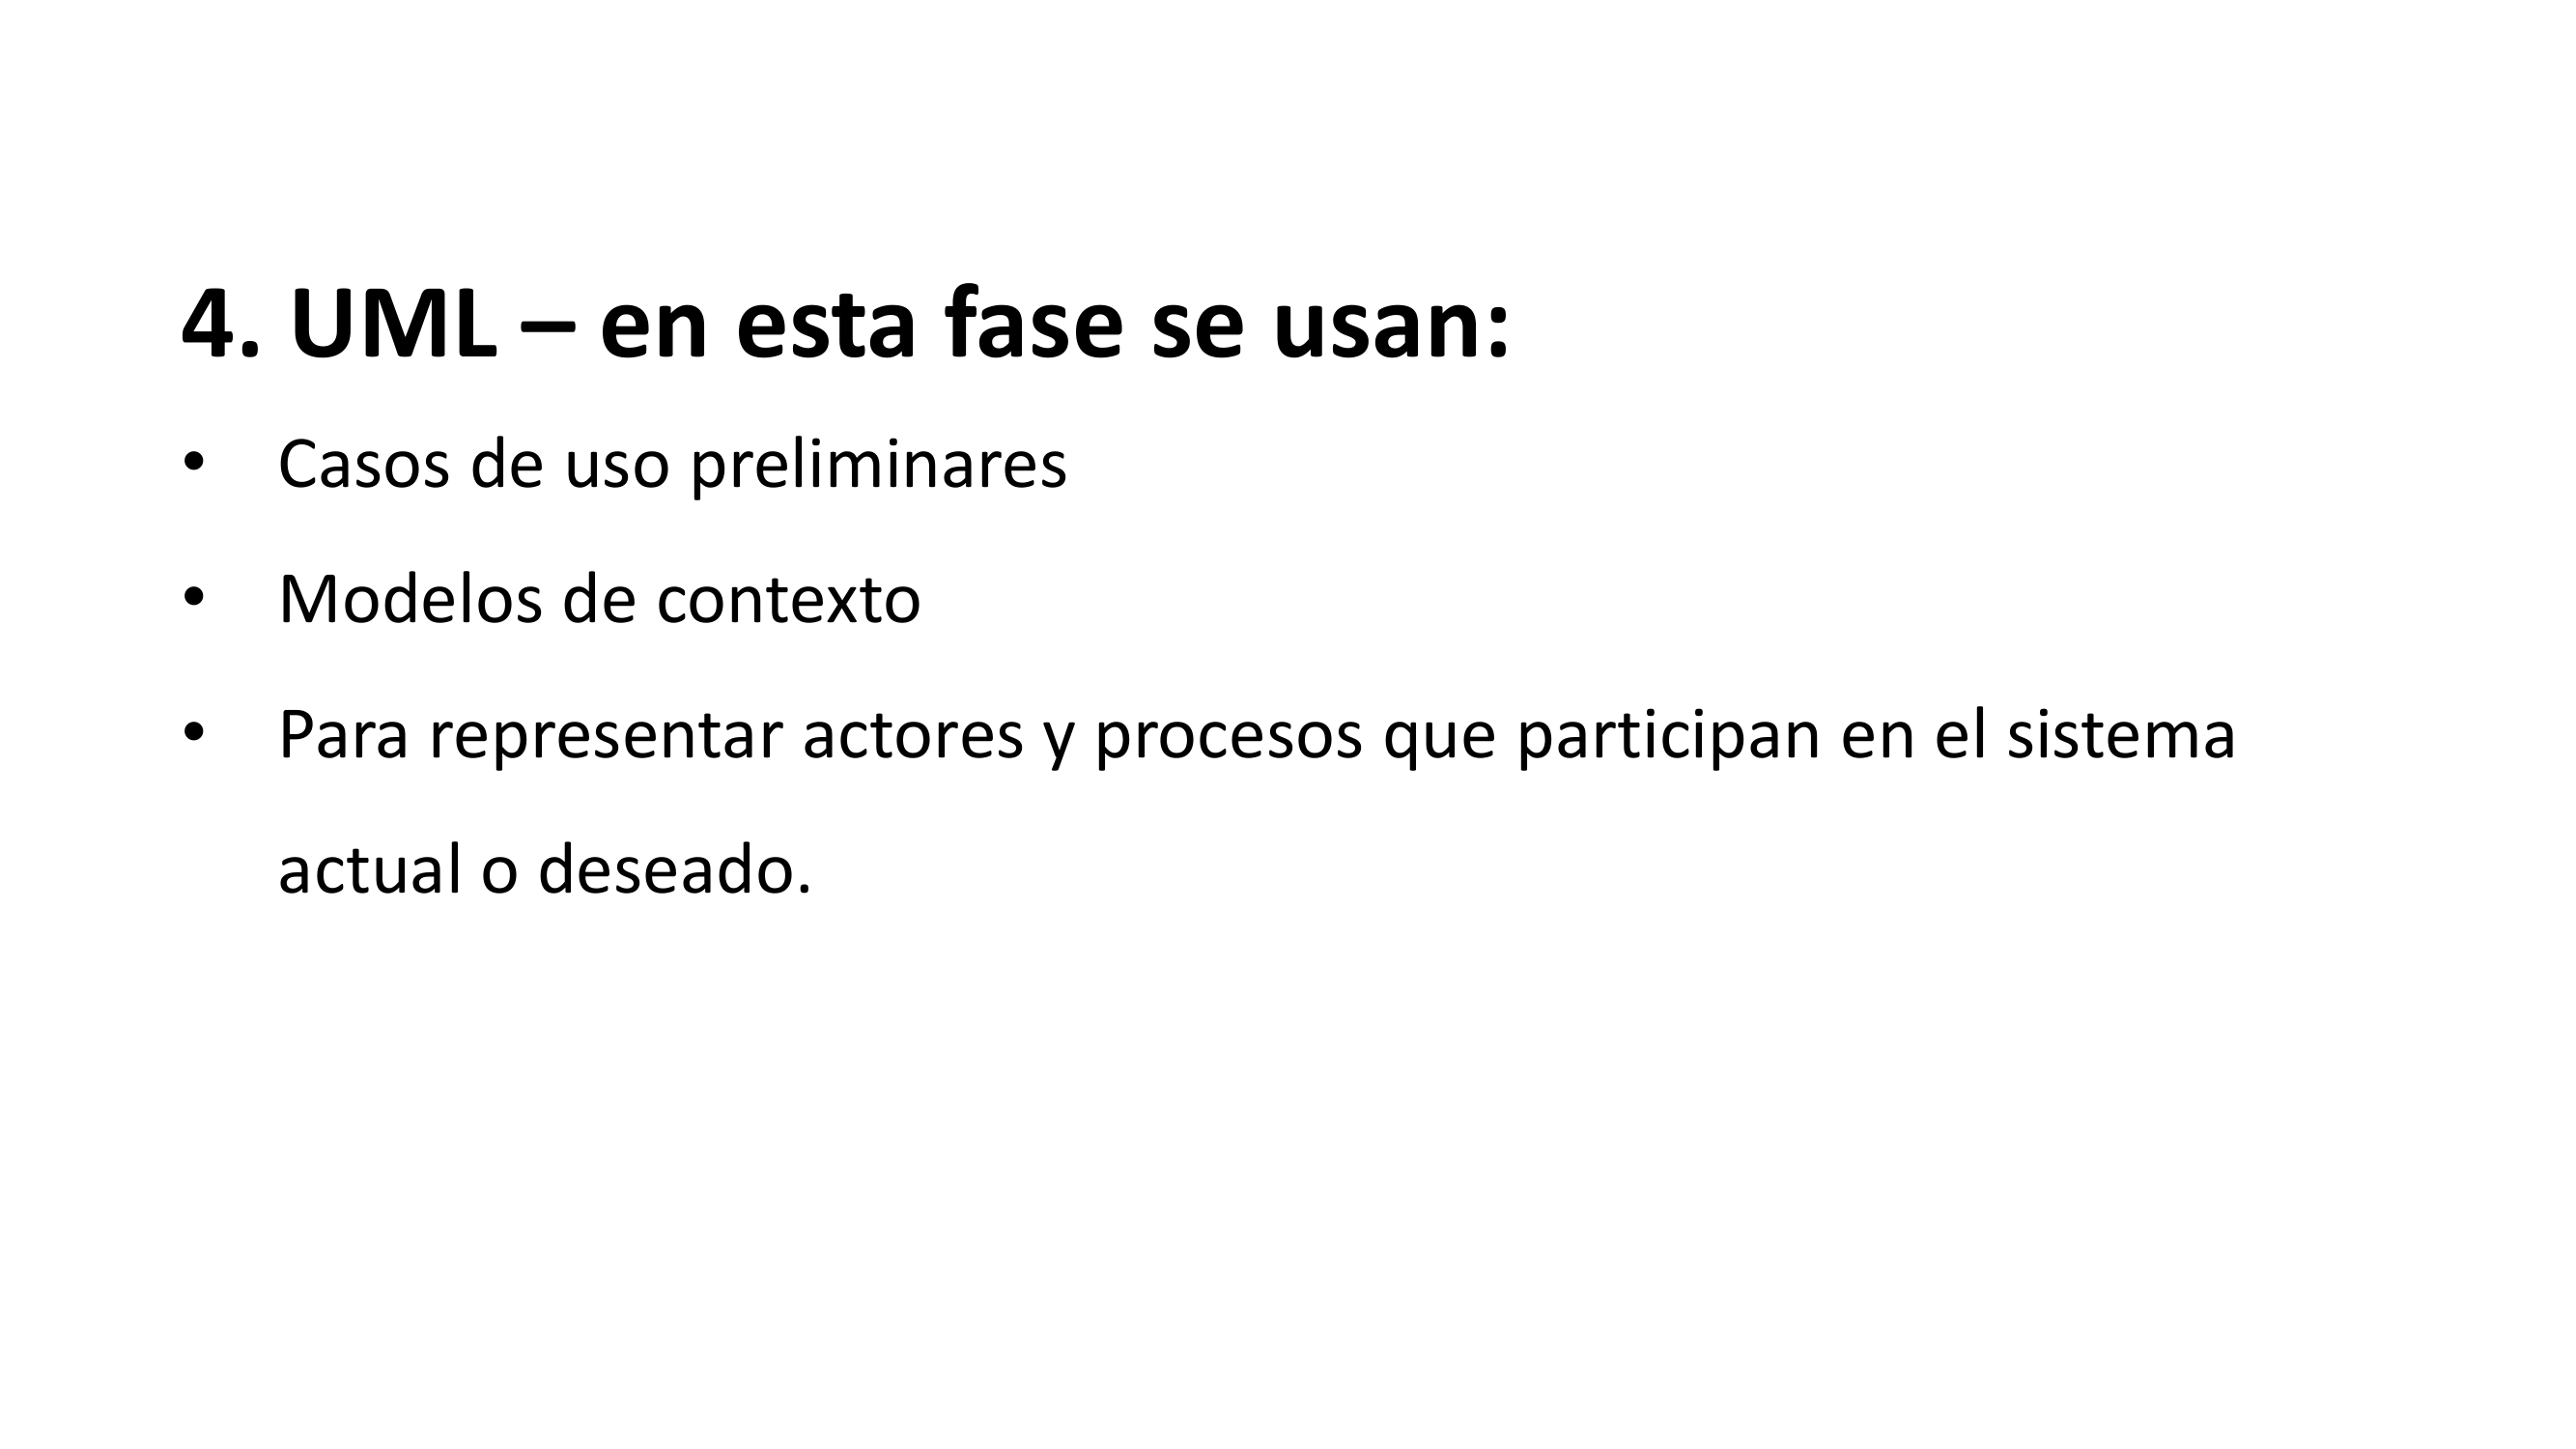 4. UML – en esta fase se usan:
• Casos de uso preliminares
• Modelos de contexto
• Para representar actores y procesos que participan en el sistema
actual o deseado.